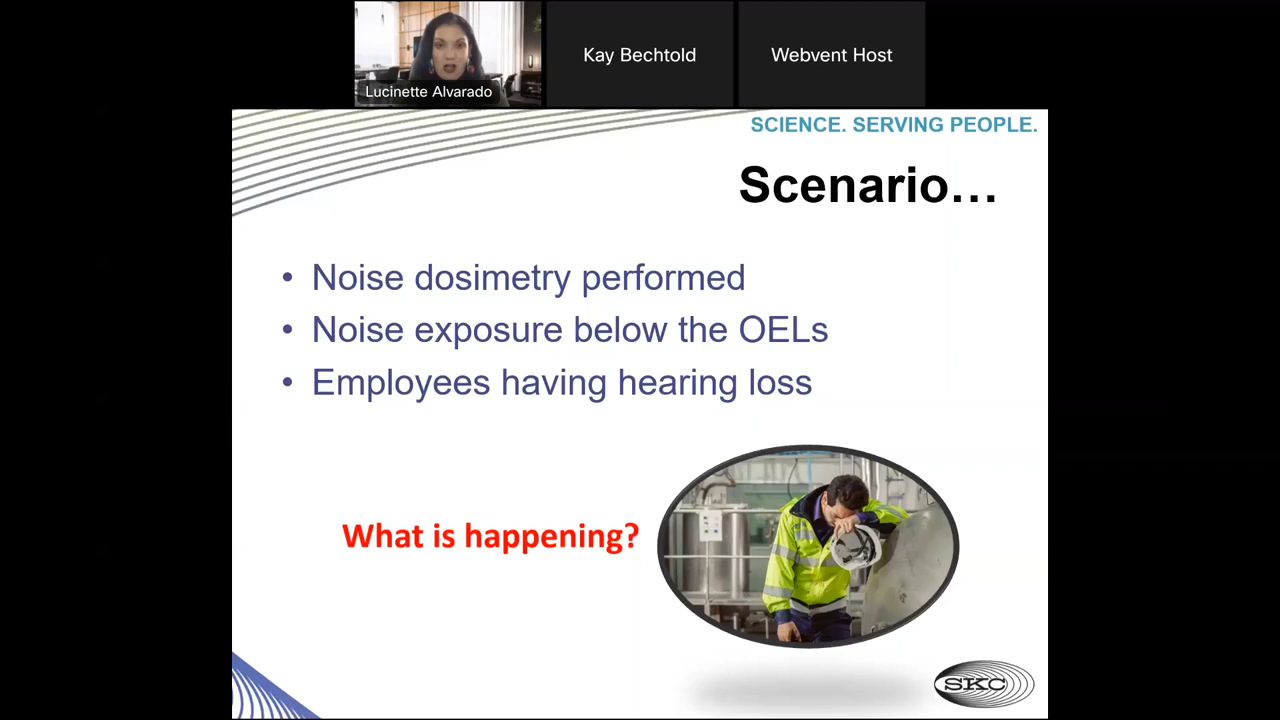 Lucinette Alvarado
Kay Bechtold
Webvent Host
SCIENCE. SERVING PEOPLE.
Scenario…
• Noise dosimetry performed
• Noise exposure below the OELs
• Employees having hearing loss
What is happening?
SKC